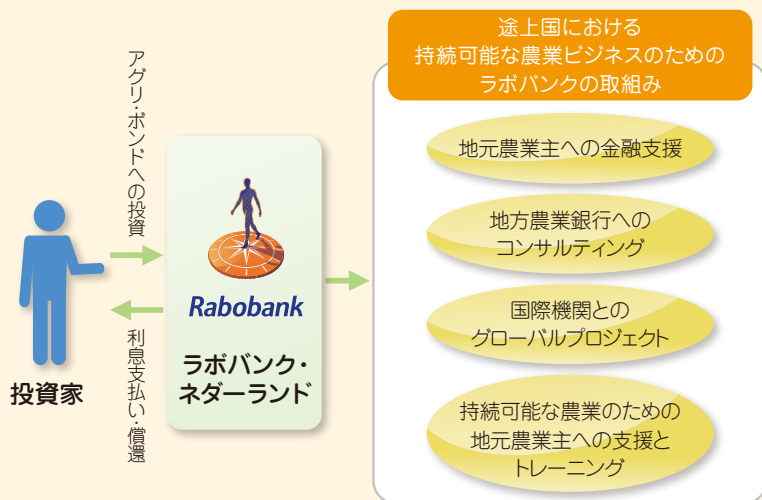 アグリ・ボンドへの投資
投資家
利息支払い・償還
Rabobank
ラボバンク・
ネダーランド
途上国における
持続可能な農業ビジネスのための
ラボバンクの取組み
地元農業主への金融支援
地方農業銀行への
コンサルティング
国際機関との
グローバルプロジェクト
持続可能な農業のための
地元農業主への支援と
トレーニング